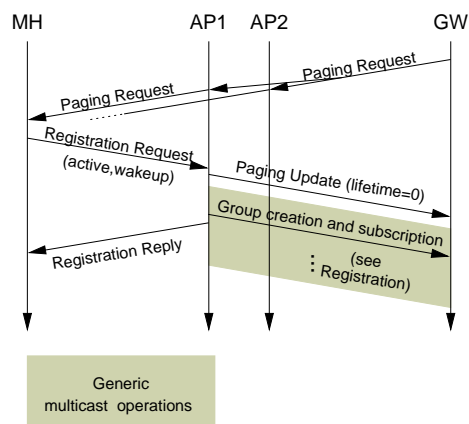 MH AP1 AP2 GW
Paging Request
Paging Request
Registration Request
(active,wakeup)
Paging Update (lifetime=0)
Group creation and subscription
Registration Reply
(see
Registration)
Generic
multicast operations